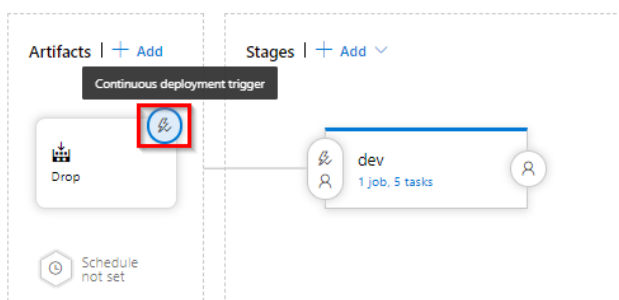 Artifacts | + Add
Stages | + Add
Continuous deployment trigger
Drop
dev
1 job, 5 tasks
Schedule
not set